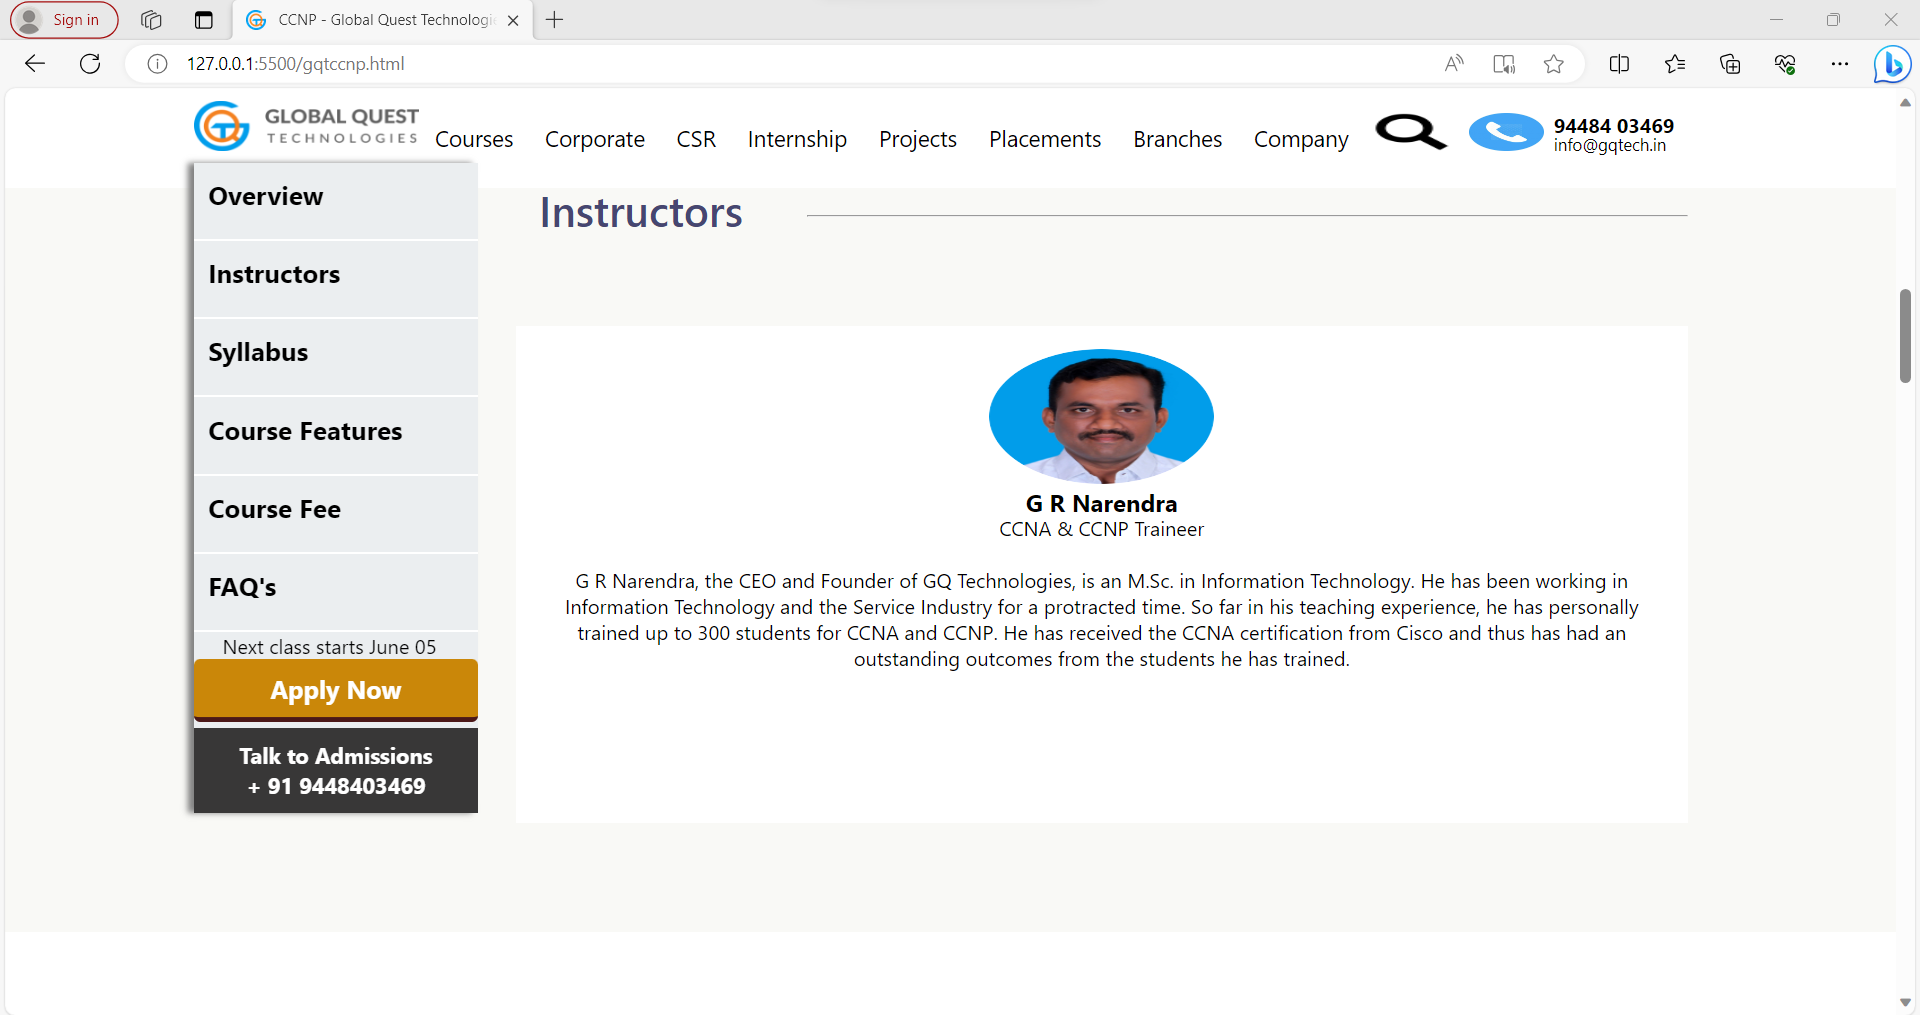 Sign in
CCNP - Global Quest Technologi
127.0.0.1:5500/gqtccnp.html
GLOBAL QUEST
TECHNOLOGIES
Courses Corporate CSR Internship Projects Placements Branches Company
94484 03469
info@gqtech.in
Overview
Instructors
Syllabus
Course Features
Course Fee
FAQ's
Next class starts June 05
Apply Now
Talk to Admissions
+ 91 9448403469
Instructors
G R Narendra
CCNA & CCNP Traineer
G R Narendra, the CEO and Founder of GQ Technologies, is an M.Sc. in Information Technology. He has been working in
Information Technology and the Service Industry for a protracted time. So far in his teaching experience, he has personally
trained up to 300 students for CCNA and CCNP. He has received the CCNA certification from Cisco and thus has had an
outstanding outcomes from the students he has trained.